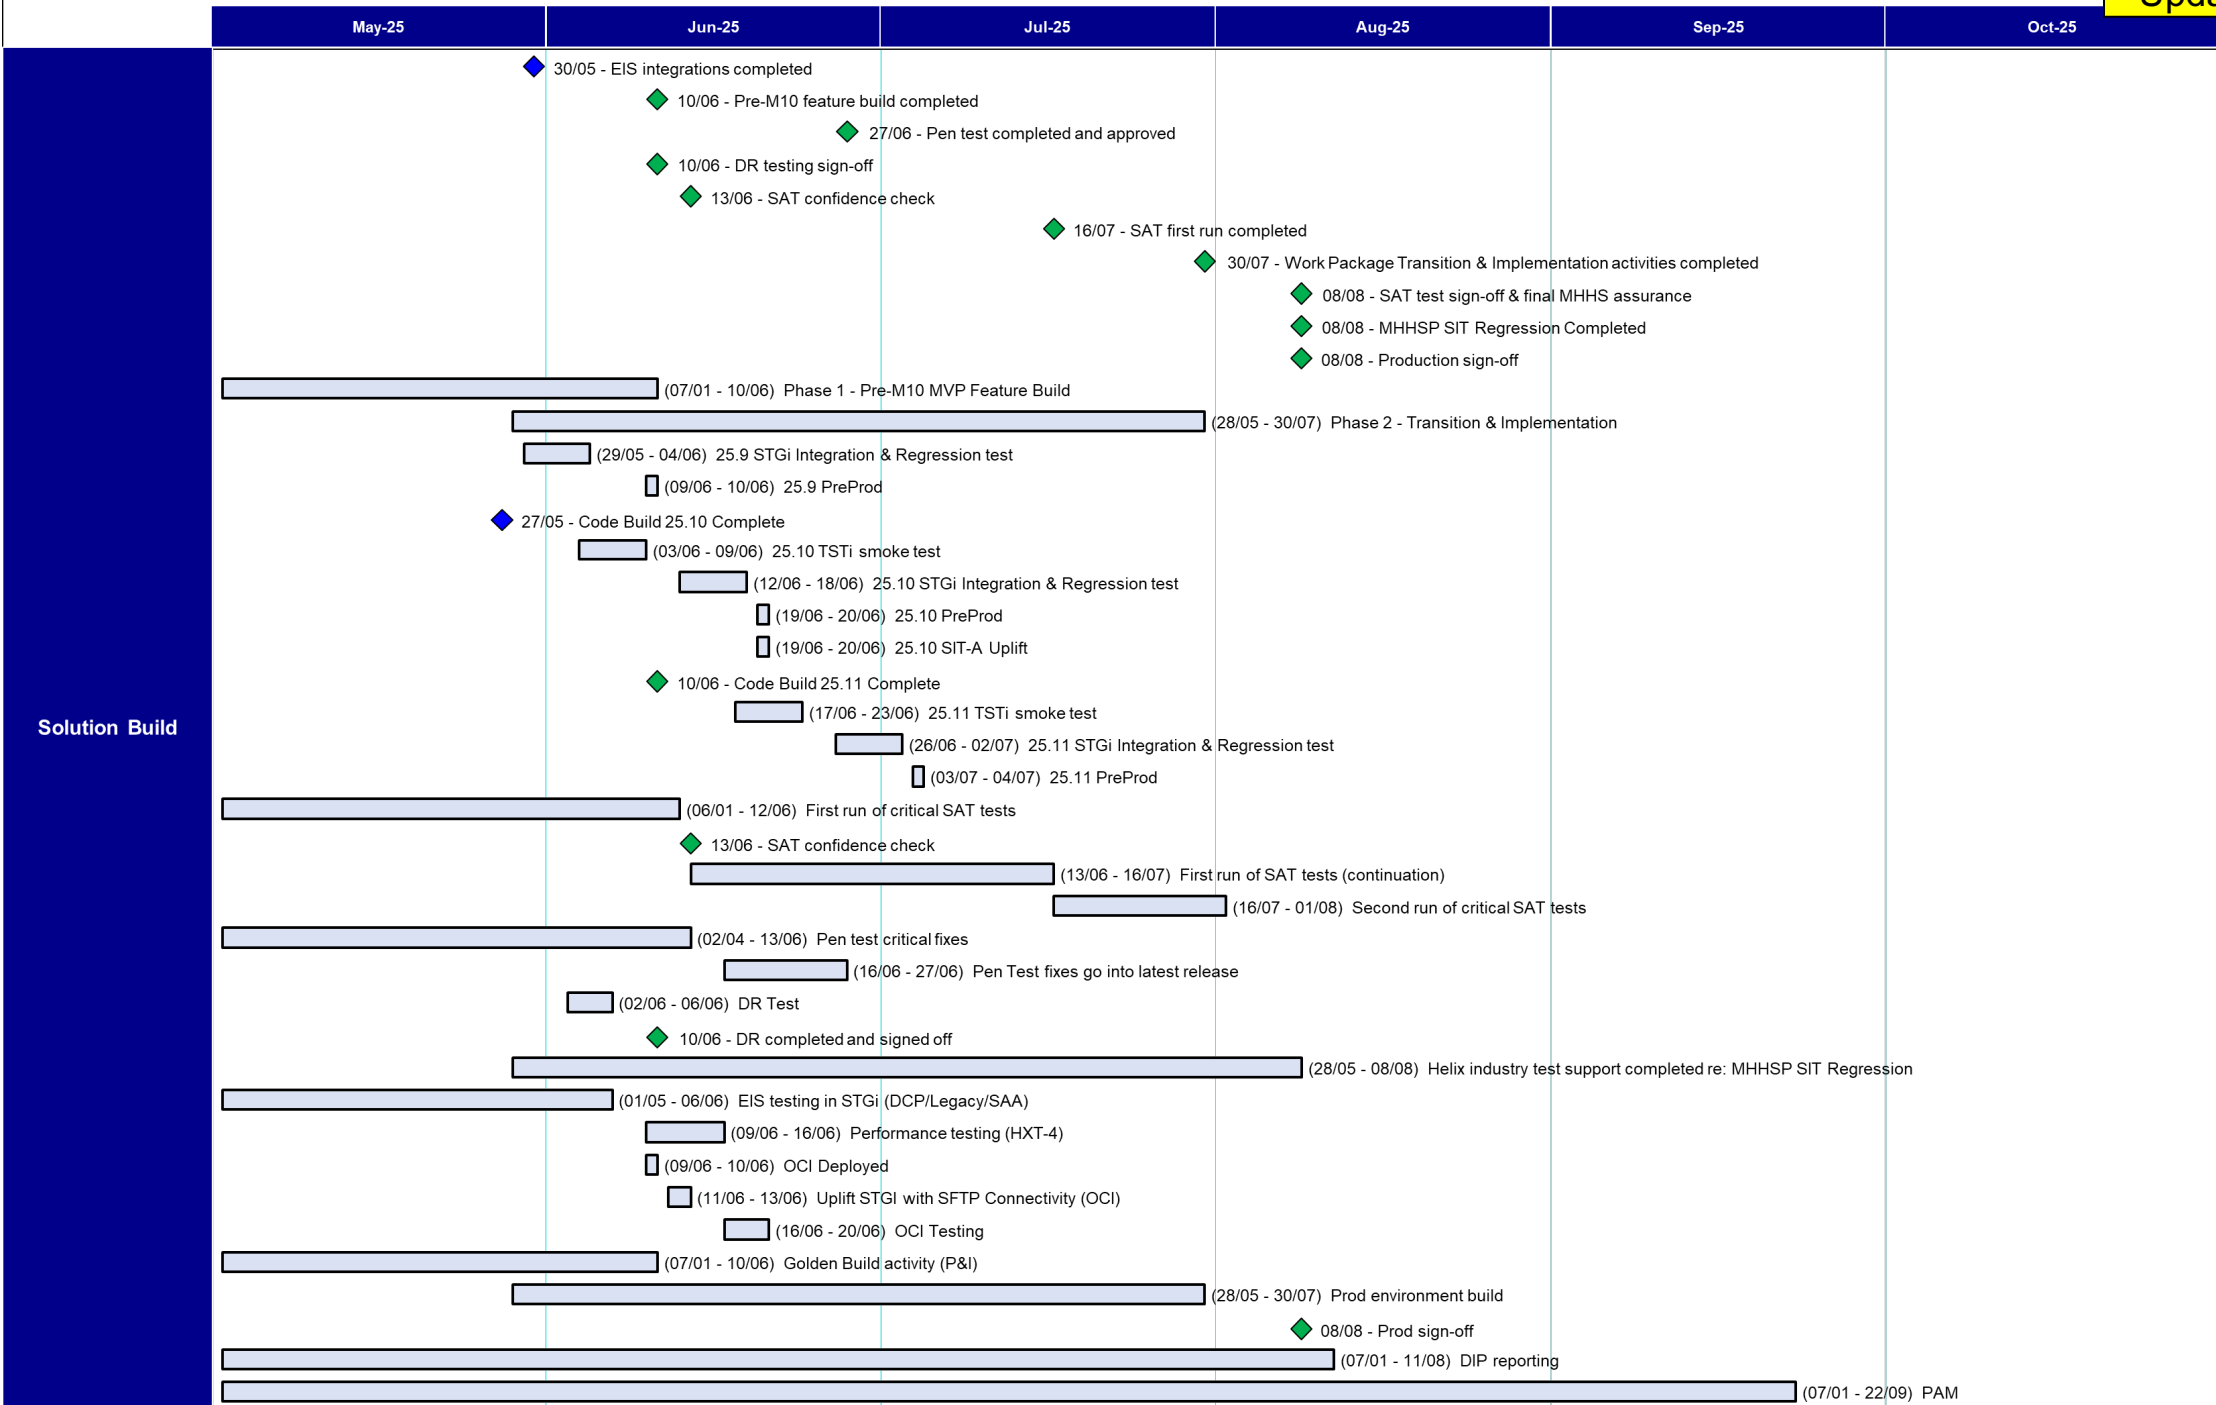 Upda
May-25 Jun-25 Jul-25 Aug-25 Sep-25 Oct-25
30/05 - EIS integrations completed
10/06 - Pre-M10 feature build completed
27/06 - Pen test completed and approved
10/06 - DR testing sign-off
13/06 - SAT confidence check
16/07 - SAT first run completed
30/07 - Work Package Transition & Implementation activities completed
08/08 - SAT test sign-off & final MHHS assurance
08/08 - MHHSP SIT Regression Completed
08/08 - Production sign-off
(07/01 - 10/06) Phase 1 - Pre-M10 MVP Feature Build
(28/05 - 30/07) Phase 2 - Transition & Implementation
(29/05 - 04/06) 25.9 STGi Integration & Regression test
(09/06 - 10/06) 25.9 PreProd
27/05 - Code Build 25.10 Complete
(03/06 - 09/06) 25.10 TSTi smoke test
(12/06 - 18/06) 25.10 STGi Integration & Regression test
(19/06 - 20/06) 25.10 PreProd
(19/06 - 20/06) 25.10 SIT-A Uplift
10/06 - Code Build 25.11 Complete
(17/06 - 23/06) 25.11 TSTi smoke test
Solution Build
(26/06 - 02/07) 25.11 STGi Integration & Regression test
(03/07 - 04/07) 25.11 PreProd
(06/01 - 12/06) First run of critical SAT tests
13/06 - SAT confidence check
(13/06 - 16/07) First run of SAT tests (continuation)
(16/07 - 01/08) Second run of critical SAT tests
(02/04 - 13/06) Pen test critical fixes
(16/06 - 27/06) Pen Test fixes go into latest release
(02/06 - 06/06) DR Test
10/06 - DR completed and signed off
(28/05 - 08/08) Helix industry test support completed re: MHHSP SIT Regression
(01/05 - 06/06) EIS testing in STGi (DCP/Legacy/SAA)
(09/06 - 16/06) Performance testing (HXT-4)
(09/06 - 10/06) OCI Deployed
(11/06 - 13/06) Uplift STGI with SFTP Connectivity (OCI)
(16/06 - 20/06) OCI Testing
(07/01 - 10/06) Golden Build activity (P&I)
(28/05 - 30/07) Prod environment build
08/08 - Prod sign-off
(07/01 - 11/08) DIP reporting
(07/01 - 22/09) PAM